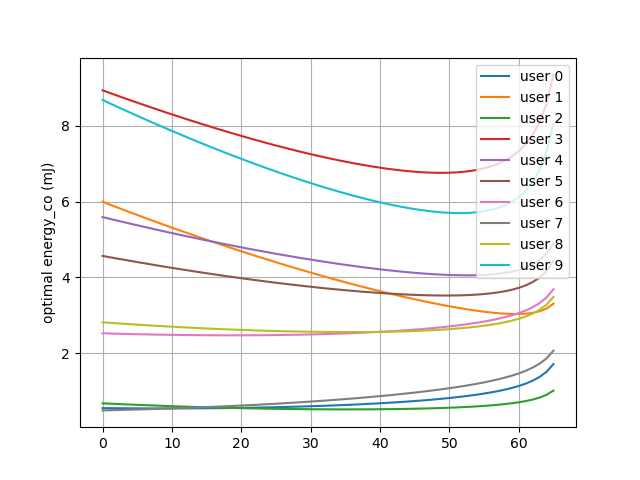 optimal energy_co (mJ)
8
6
4
2
0
10
20
30
40
50
60
user 0
user 1
user 2
user 3
user 4
user 5
user 6
user 7
user 8
user 9